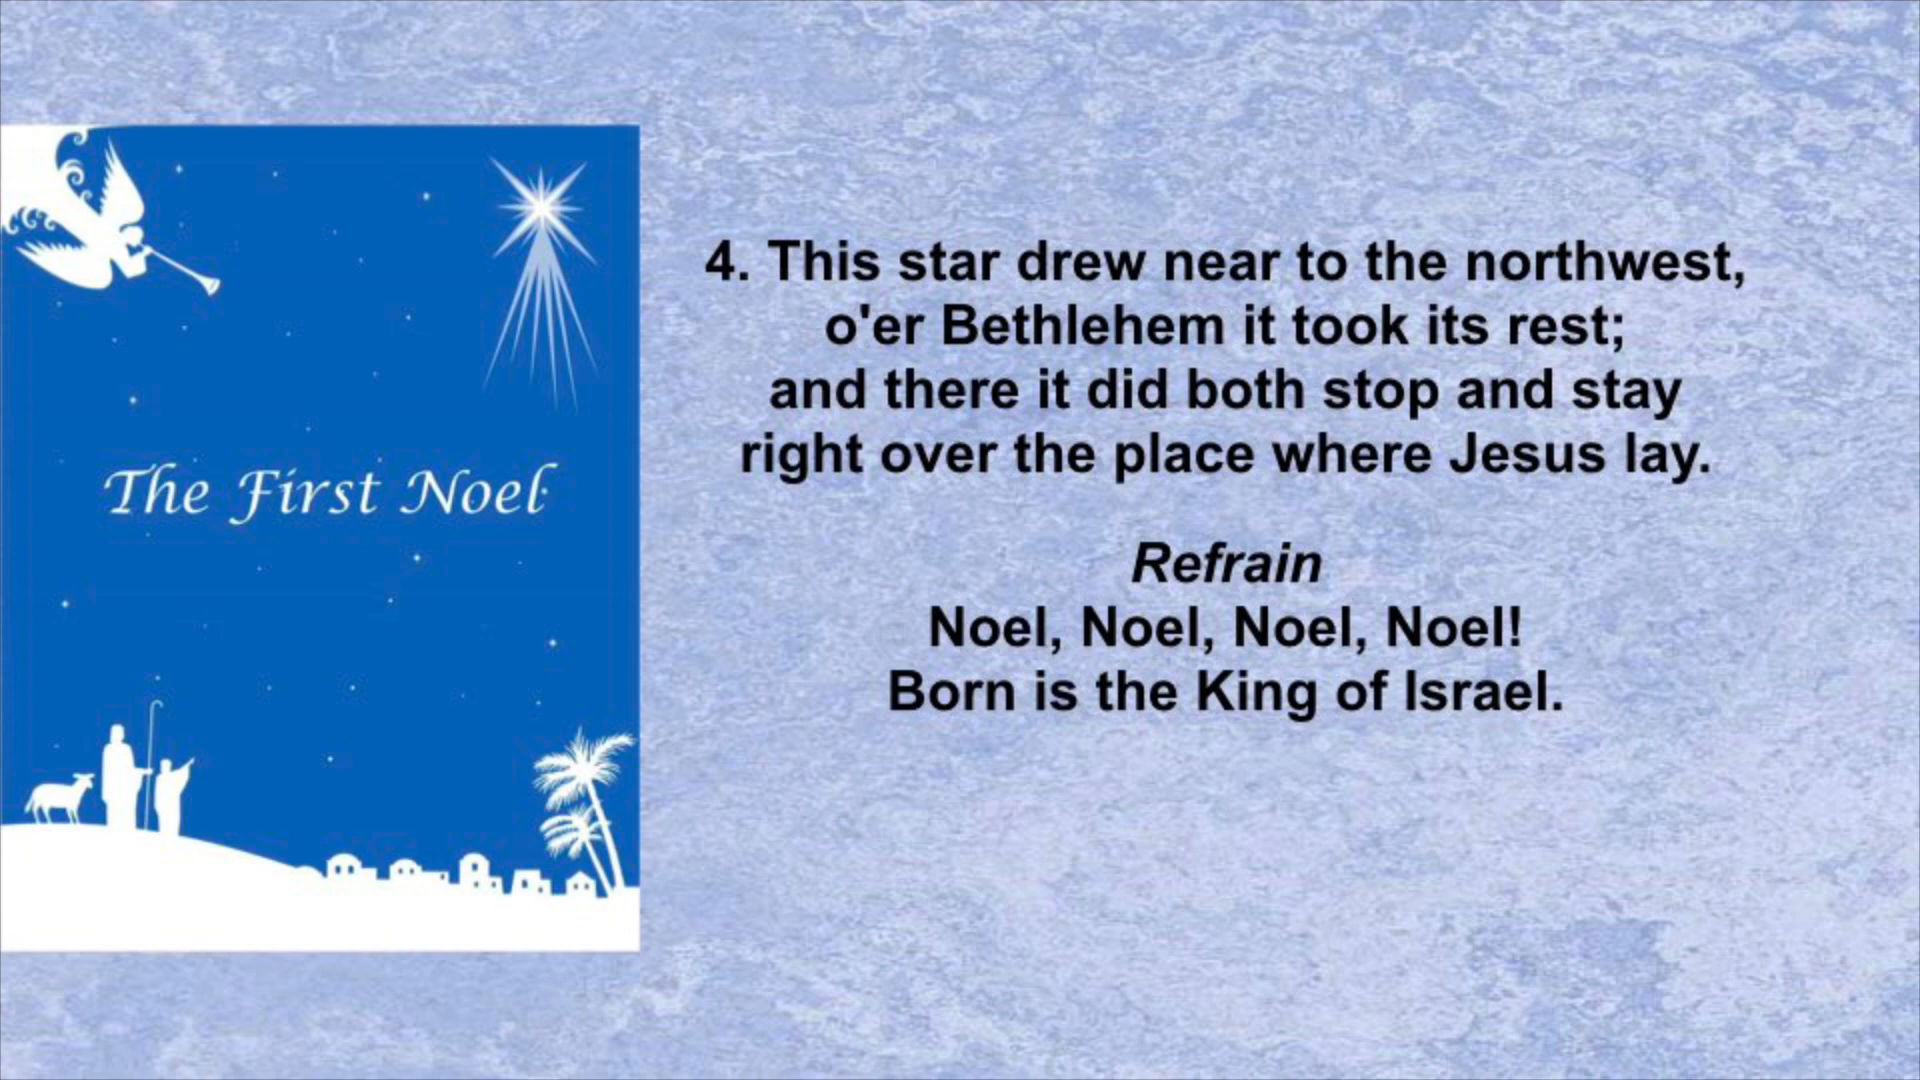 The First Noel
4. This star drew near to the northwest,
o'er Bethlehem it took its rest;
and there it did both stop and stay
right over the place where Jesus lay.
Refrain
Noel, Noel, Noel, Noel!
Born is the King of Israel.